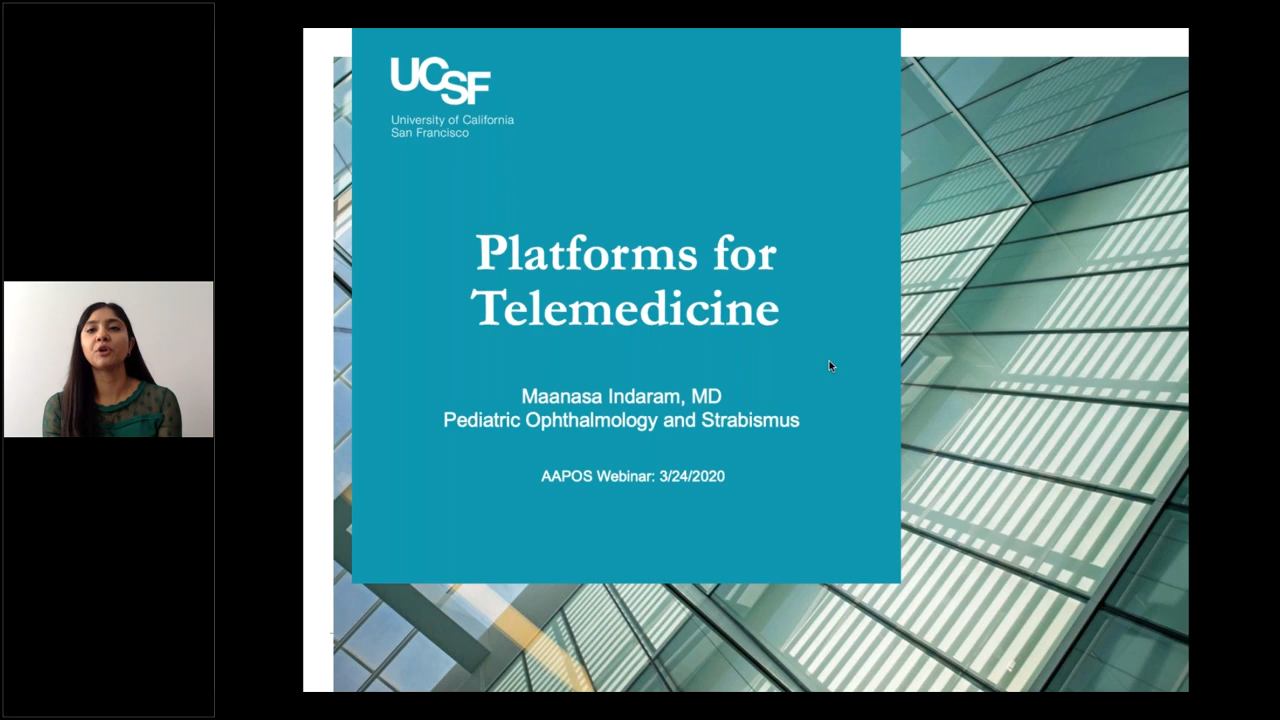 UCSF
University of California
San Francisco
Platforms for
Telemedicine
Maanasa Indaram, MD
Pediatric Ophthalmology and Strabismus
AAPOS Webinar: 3/24/2020